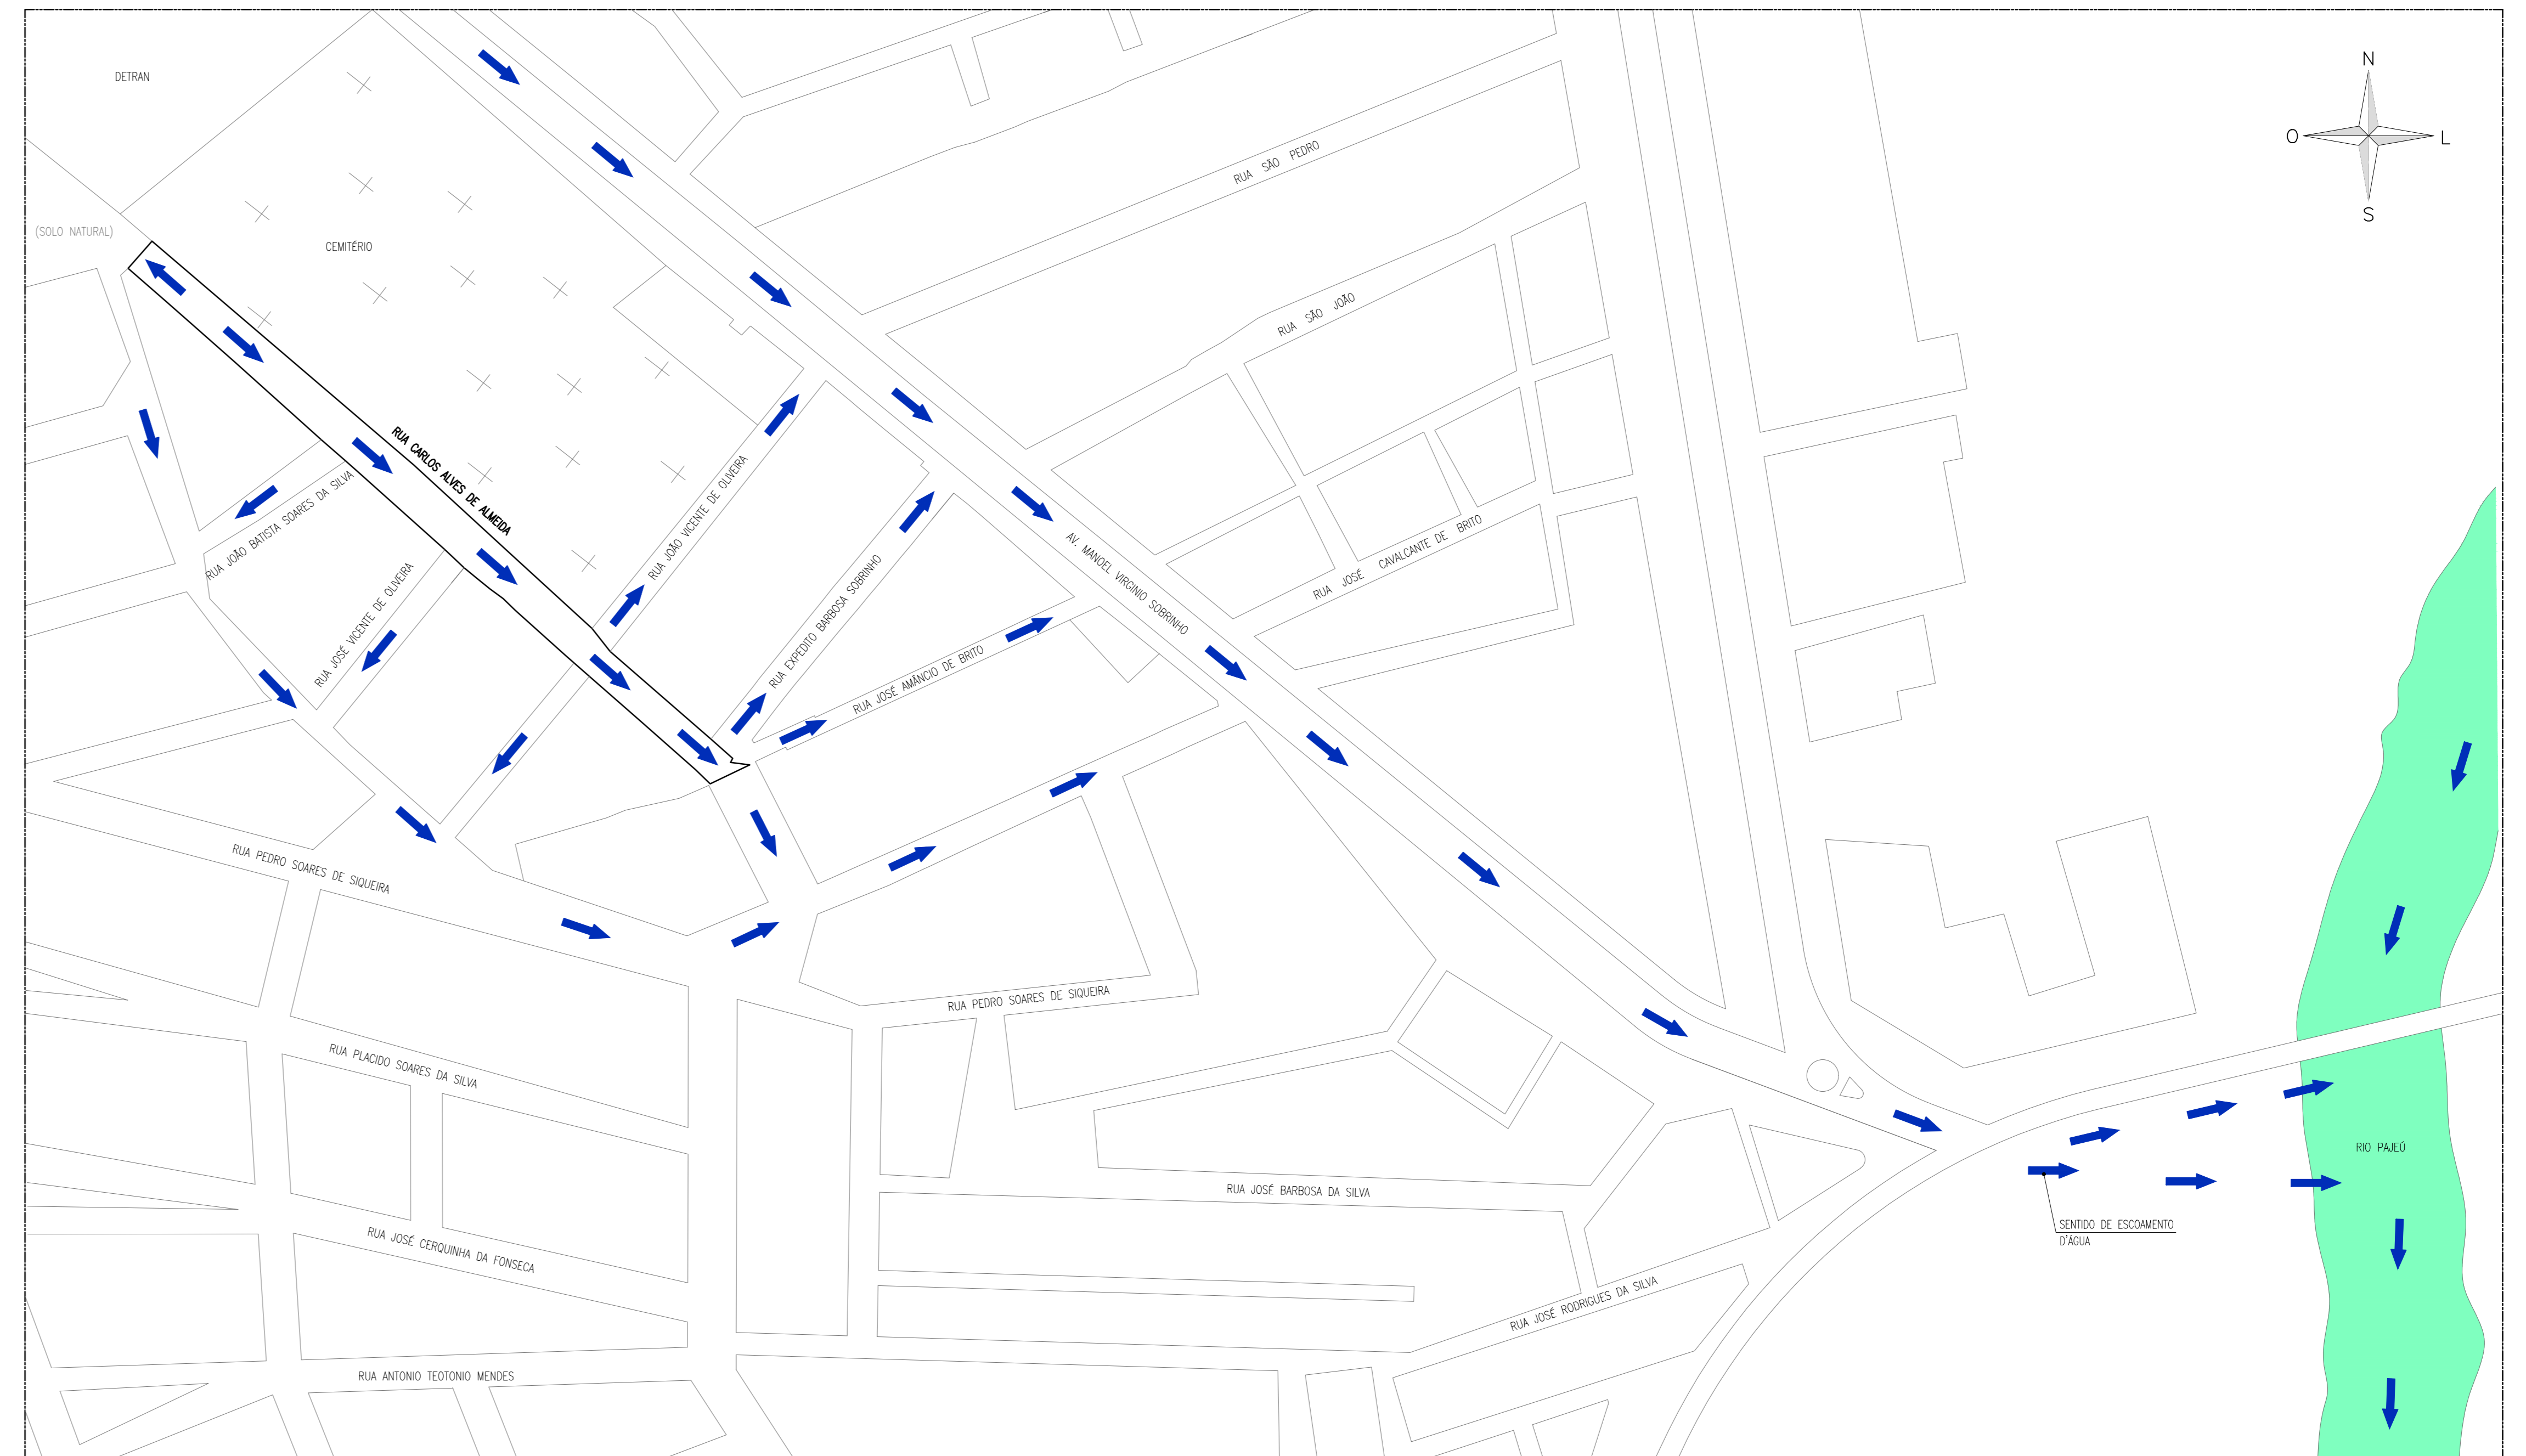 DETRAN
N
O
L
S
RUA SÃO PEDRO
(SOLO NATURAL)
CEMITÉRIO
RUA SÃO JOÃO
RUA CARLOS ALVES DE ALMEIDA
RUA JOÃO BATISTA SOARES DA SILVA
RUA JOÃO VICENTE DE OLIVEIRA
RUA JOSÉ CAVALCANTE DE BRITO
AV. MANOEL VIRGINIO SOBRINHO
RUA JOSÉ VICENTE DE OLIVEIRA
RUA EXPEDITO BARBOSA SOBRINHO
RUA JOSÉ AMÂNCIO DE BRITO
RUA PEDRO SOARES DE SIQUEIRA
RUA PEDRO SOARES DE SIQUEIRA
RUA PLACIDO SOARES DA SILVA
RIO PAJEÚ
RUA JOSÉ BARBOSA DA SILVA
SENTIDO DE ESCOAMENTO
D'ÁGUA
RUA JOSÉ CERQUINHA DA FONSECA
RUA JOSÉ RODRIGUES DA SILVA
RUA ANTONIO TEOTONIO MENDES